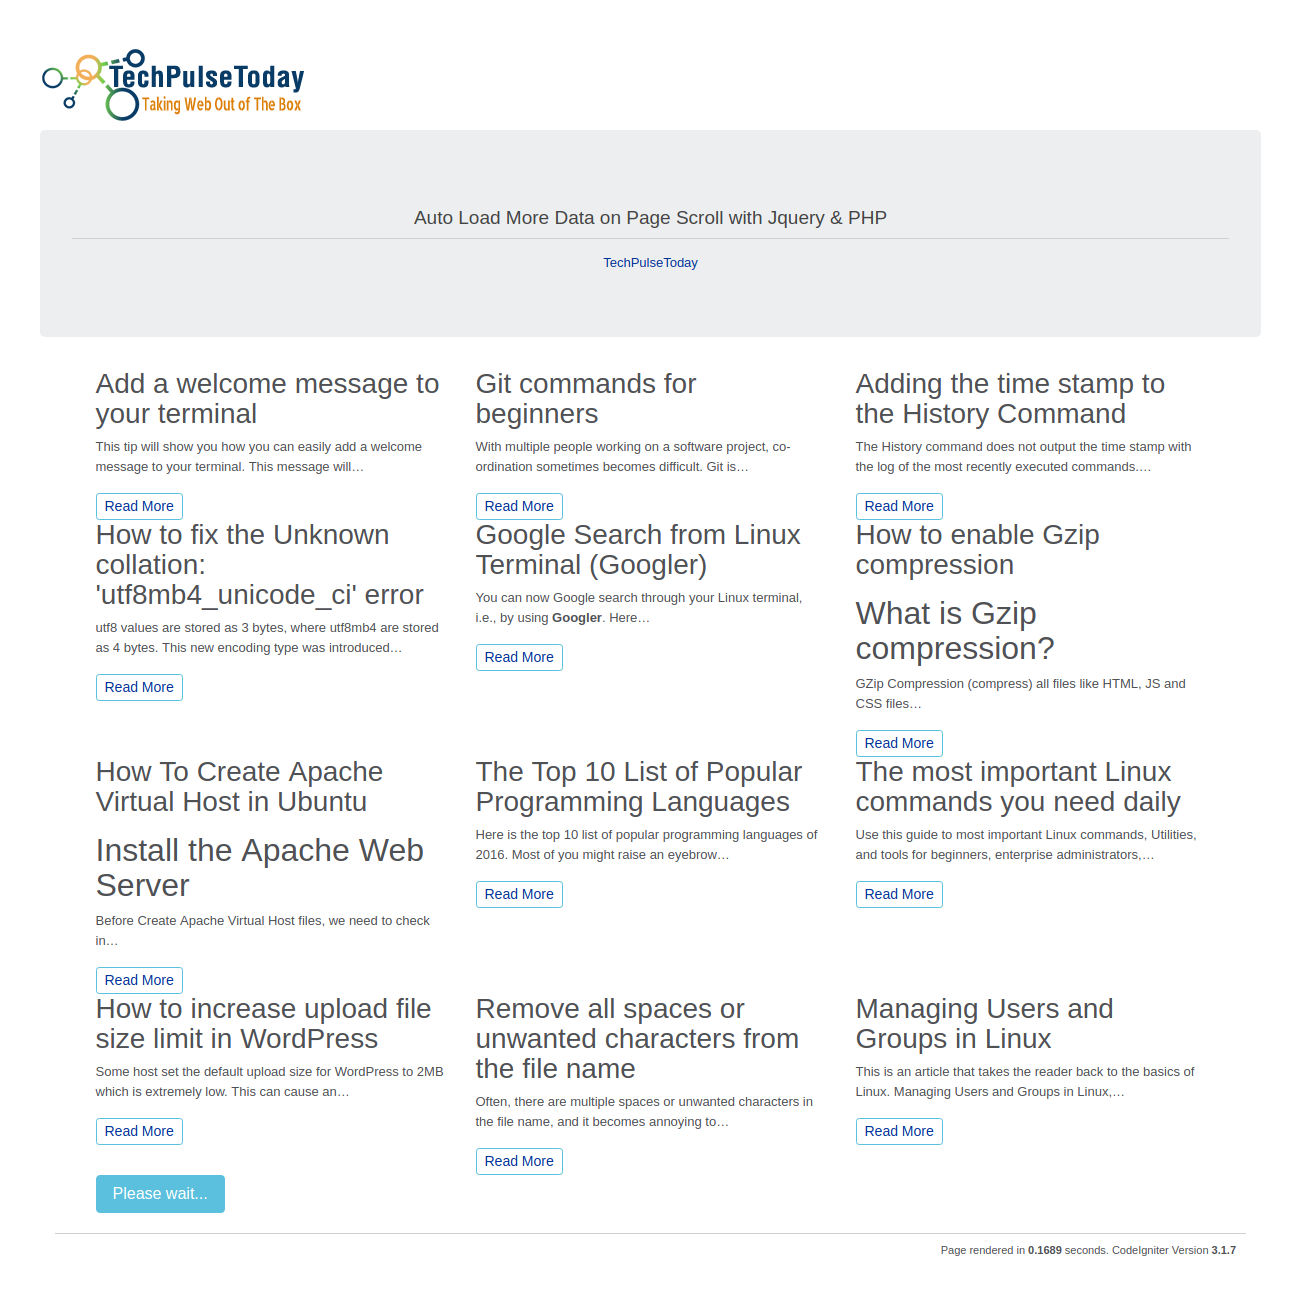 TechPulseToday
Taking Web Out of The Box
Auto Load More Data on Page Scroll with Jquery & PHP
TechPulseToday
Add a welcome message to
your terminal
This tip will show you how you can easily add a welcome
message to your terminal. This message will…
Read More
Git commands for
beginners
With multiple people working on a software project, co-
ordination sometimes becomes difficult. Git is…
Read More
Adding the time stamp to
the History Command
The History command does not output the time stamp with
the log of the most recently executed commands.…
Read More
How to fix the Unknown
collation:
'utf8mb4_unicode_ci' error
utf8 values are stored as 3 bytes, where utf8mb4 are stored
as 4 bytes. This new encoding type was introduced…
Read More
Google Search from Linux
Terminal (Googler)
You can now Google search through your Linux terminal,
i.e., by using Googler. Here…
Read More
How to enable Gzip
compression
What is Gzip
compression?
GZip Compression (compress) all files like HTML, JS and
CSS files…
Read More
How To Create Apache
Virtual Host in Ubuntu
Install the Apache Web
Server
Before Create Apache Virtual Host files, we need to check
in…
Read More
The Top 10 List of Popular
Programming Languages
Here is the top 10 list of popular programming languages of
2016. Most of you might raise an eyebrow…
Read More
The most important Linux
commands you need daily
Use this guide to most important Linux commands, Utilities,
and tools for beginners, enterprise administrators,…
Read More
How to increase upload file
size limit in WordPress
Some host set the default upload size for WordPress to 2MB
which is extremely low. This can cause an…
Read More
Remove all spaces or
unwanted characters from
the file name
Often, there are multiple spaces or unwanted characters in
the file name, and it becomes annoying to…
Read More
Managing Users and
Groups in Linux
This is an article that takes the reader back to the basics of
Linux. Managing Users and Groups in Linux,…
Read More
Please wait...
Page rendered in 0.1689 seconds. CodeIgniter Version 3.1.7